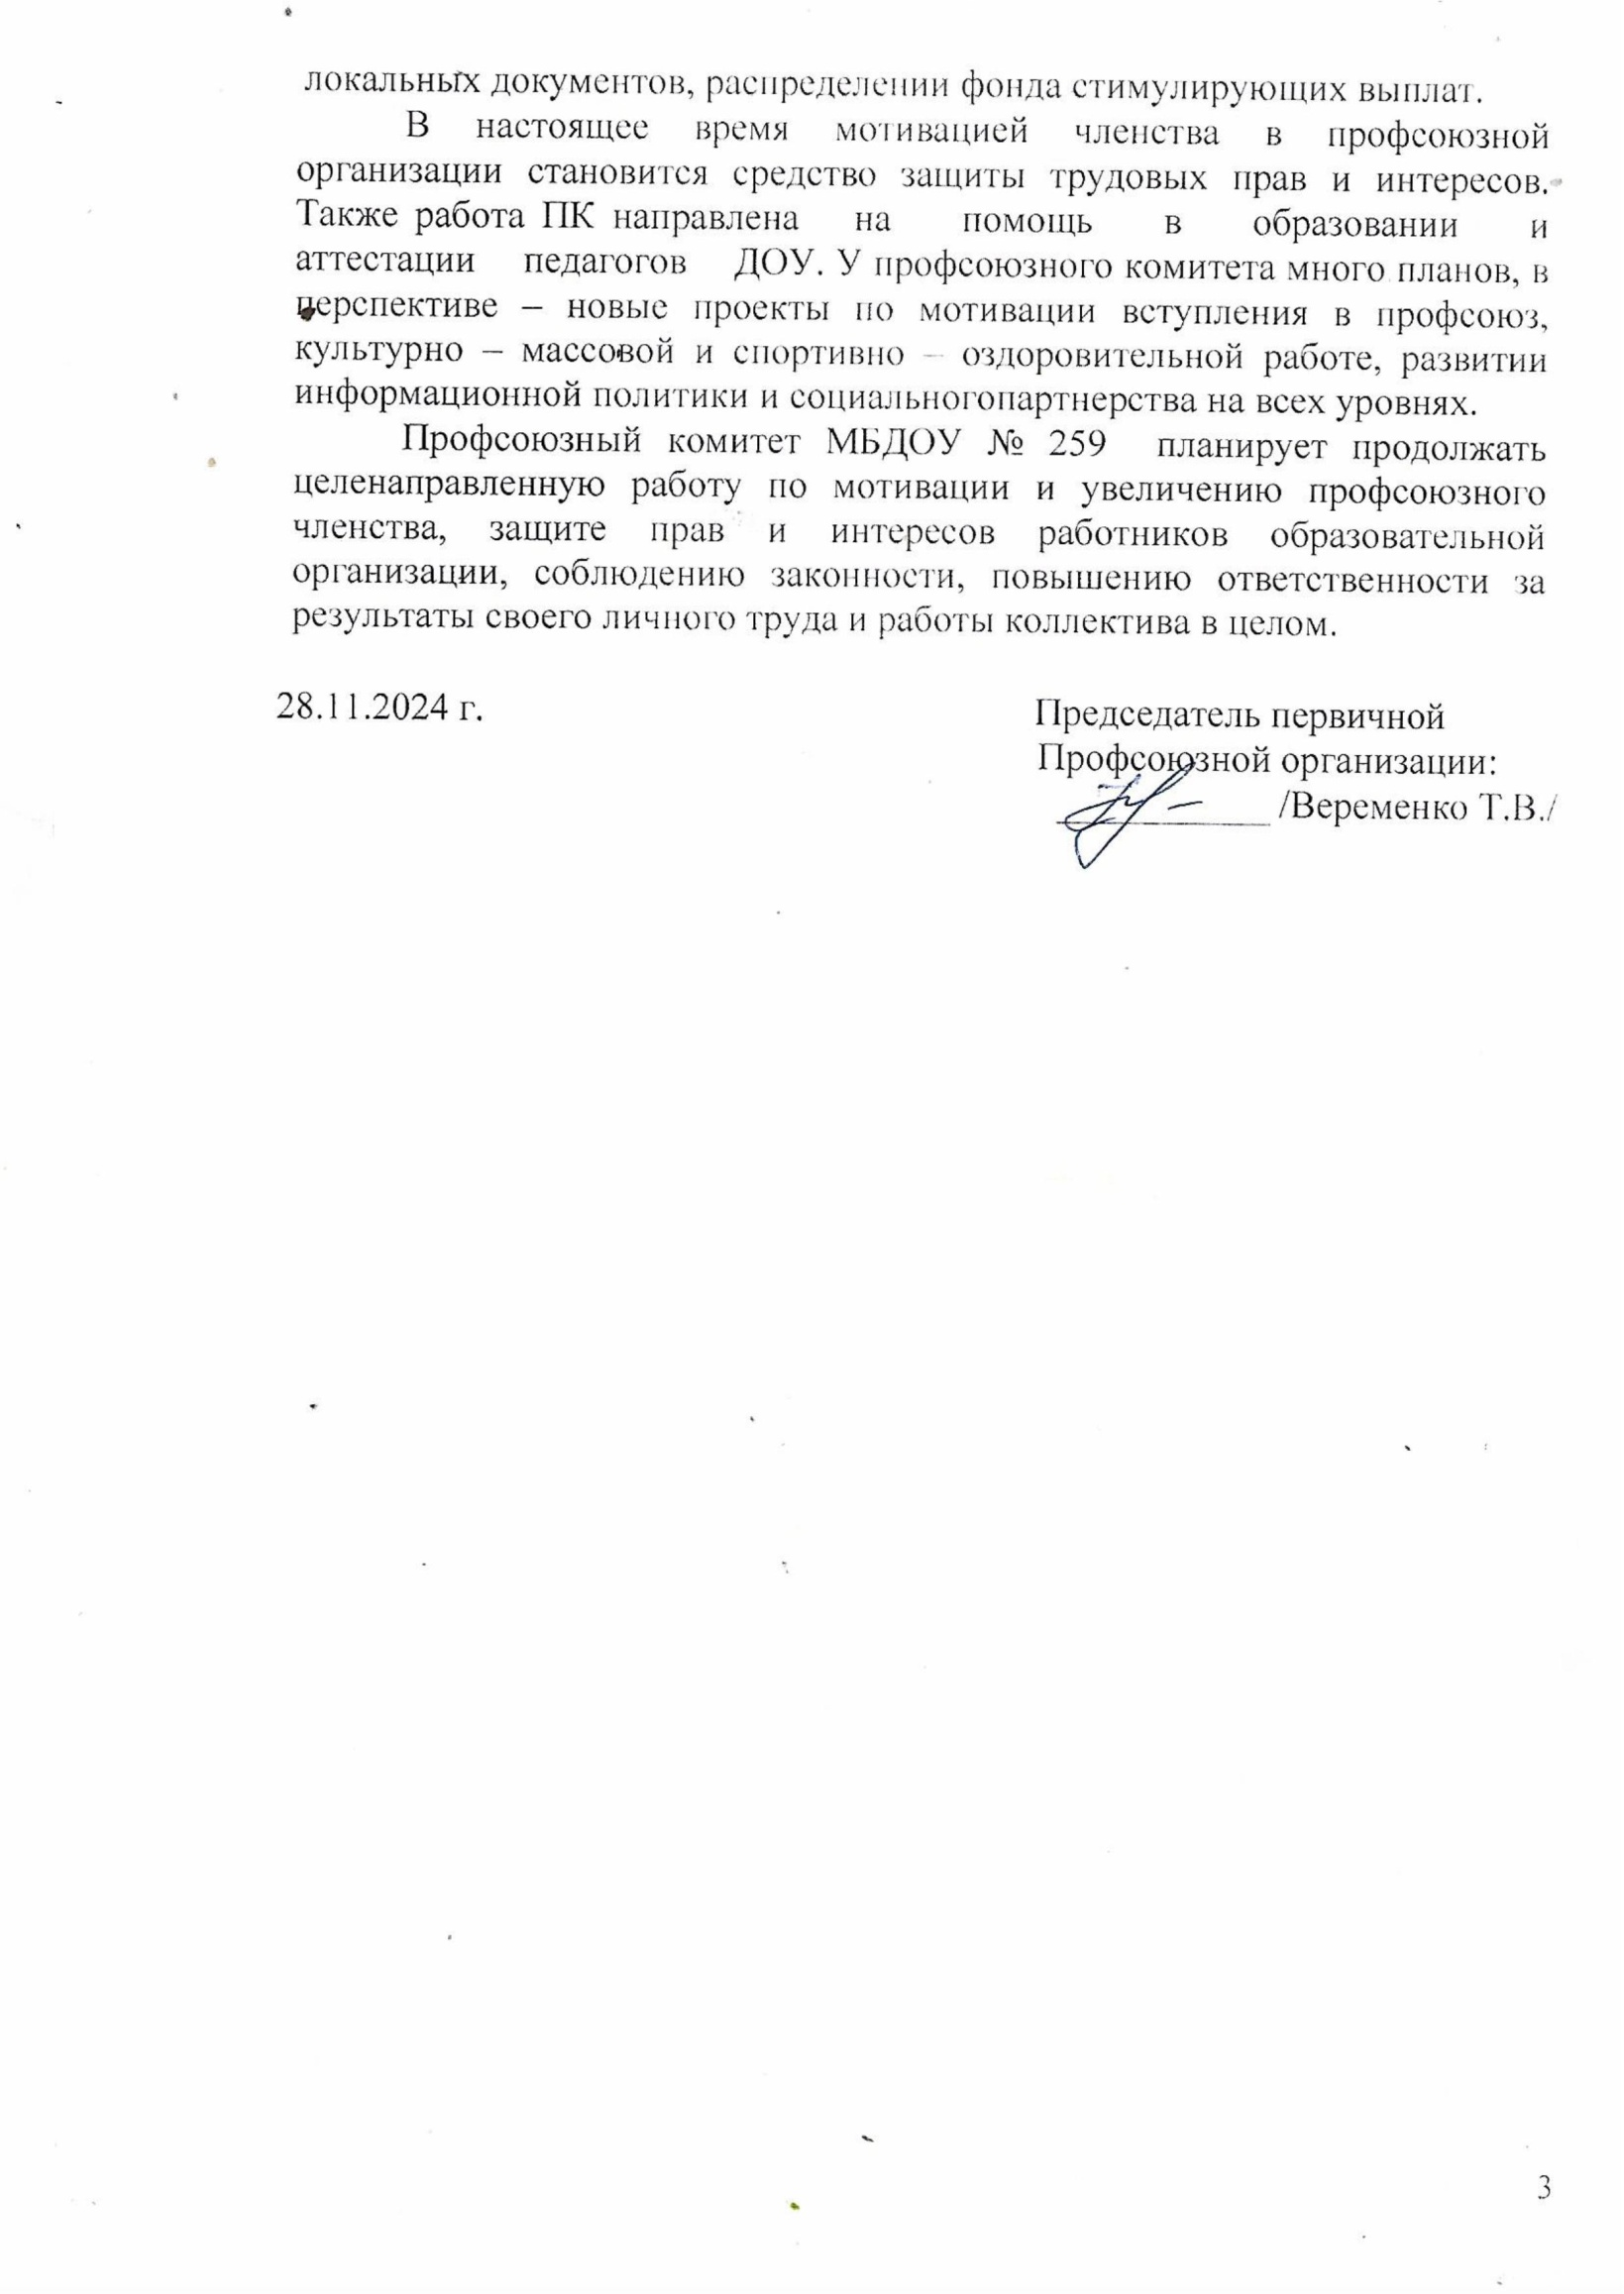 локальных документов, распределении фонда стимулирующих выплат.
В настоящее время мотивацией членства в профсоюзной
организации становится средство защиты трудовых прав и интересов.
Также работа ПК направлена на помощь в образовании и
аттестации педагогов ДОУ. У профсоюзного комитета много планов, в
перспективе – новые проекты по мотивации вступления в профсоюз,
культурно – массовой и спортивно – оздоровительной работе, развитии
информационной политики и социальногопартнерства на всех уровнях.
Профсоюзный комитет МБДОУ № 259 планирует продолжать
целенаправленную работу по мотивации и увеличению профсоюзного
членства, защите прав и интересов работников образовательной
организации, соблюдению законности, повышению ответственности за
результаты своего личного труда и работы коллектива в целом.
28.11.2024 г.
Председатель первичной
Профсоюзной организации:
/Веременко Т.В./
3